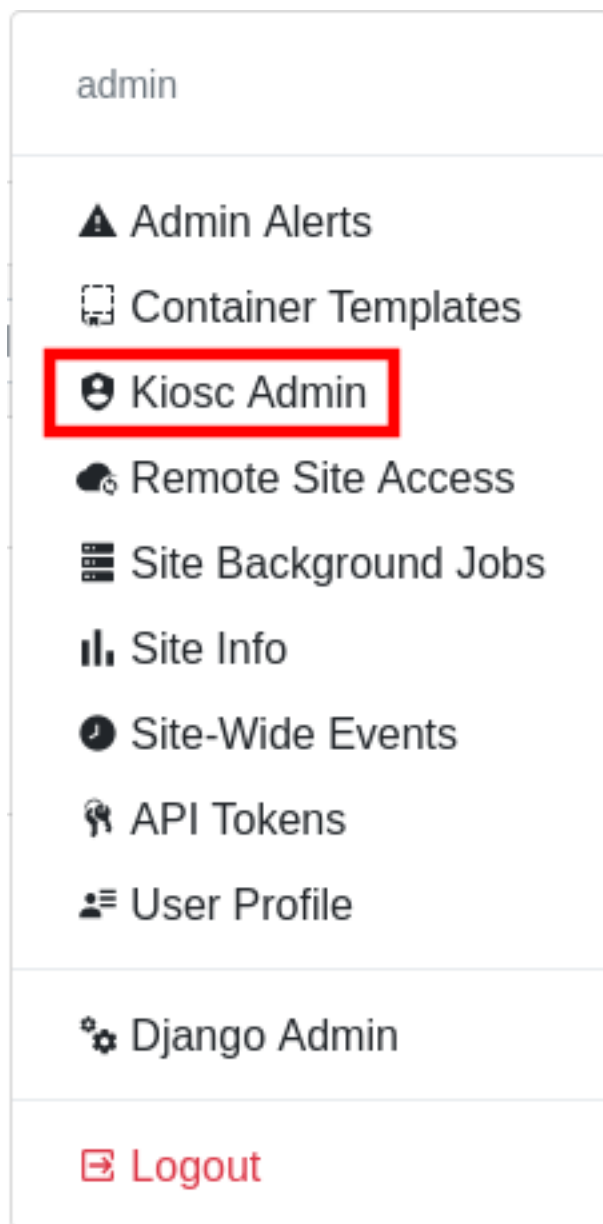 admin
Admin Alerts
Container Templates
Kiosc Admin
Remote Site Access
Site Background Jobs
Site Info
Site-Wide Events
API Tokens
User Profile
Django Admin
Logout